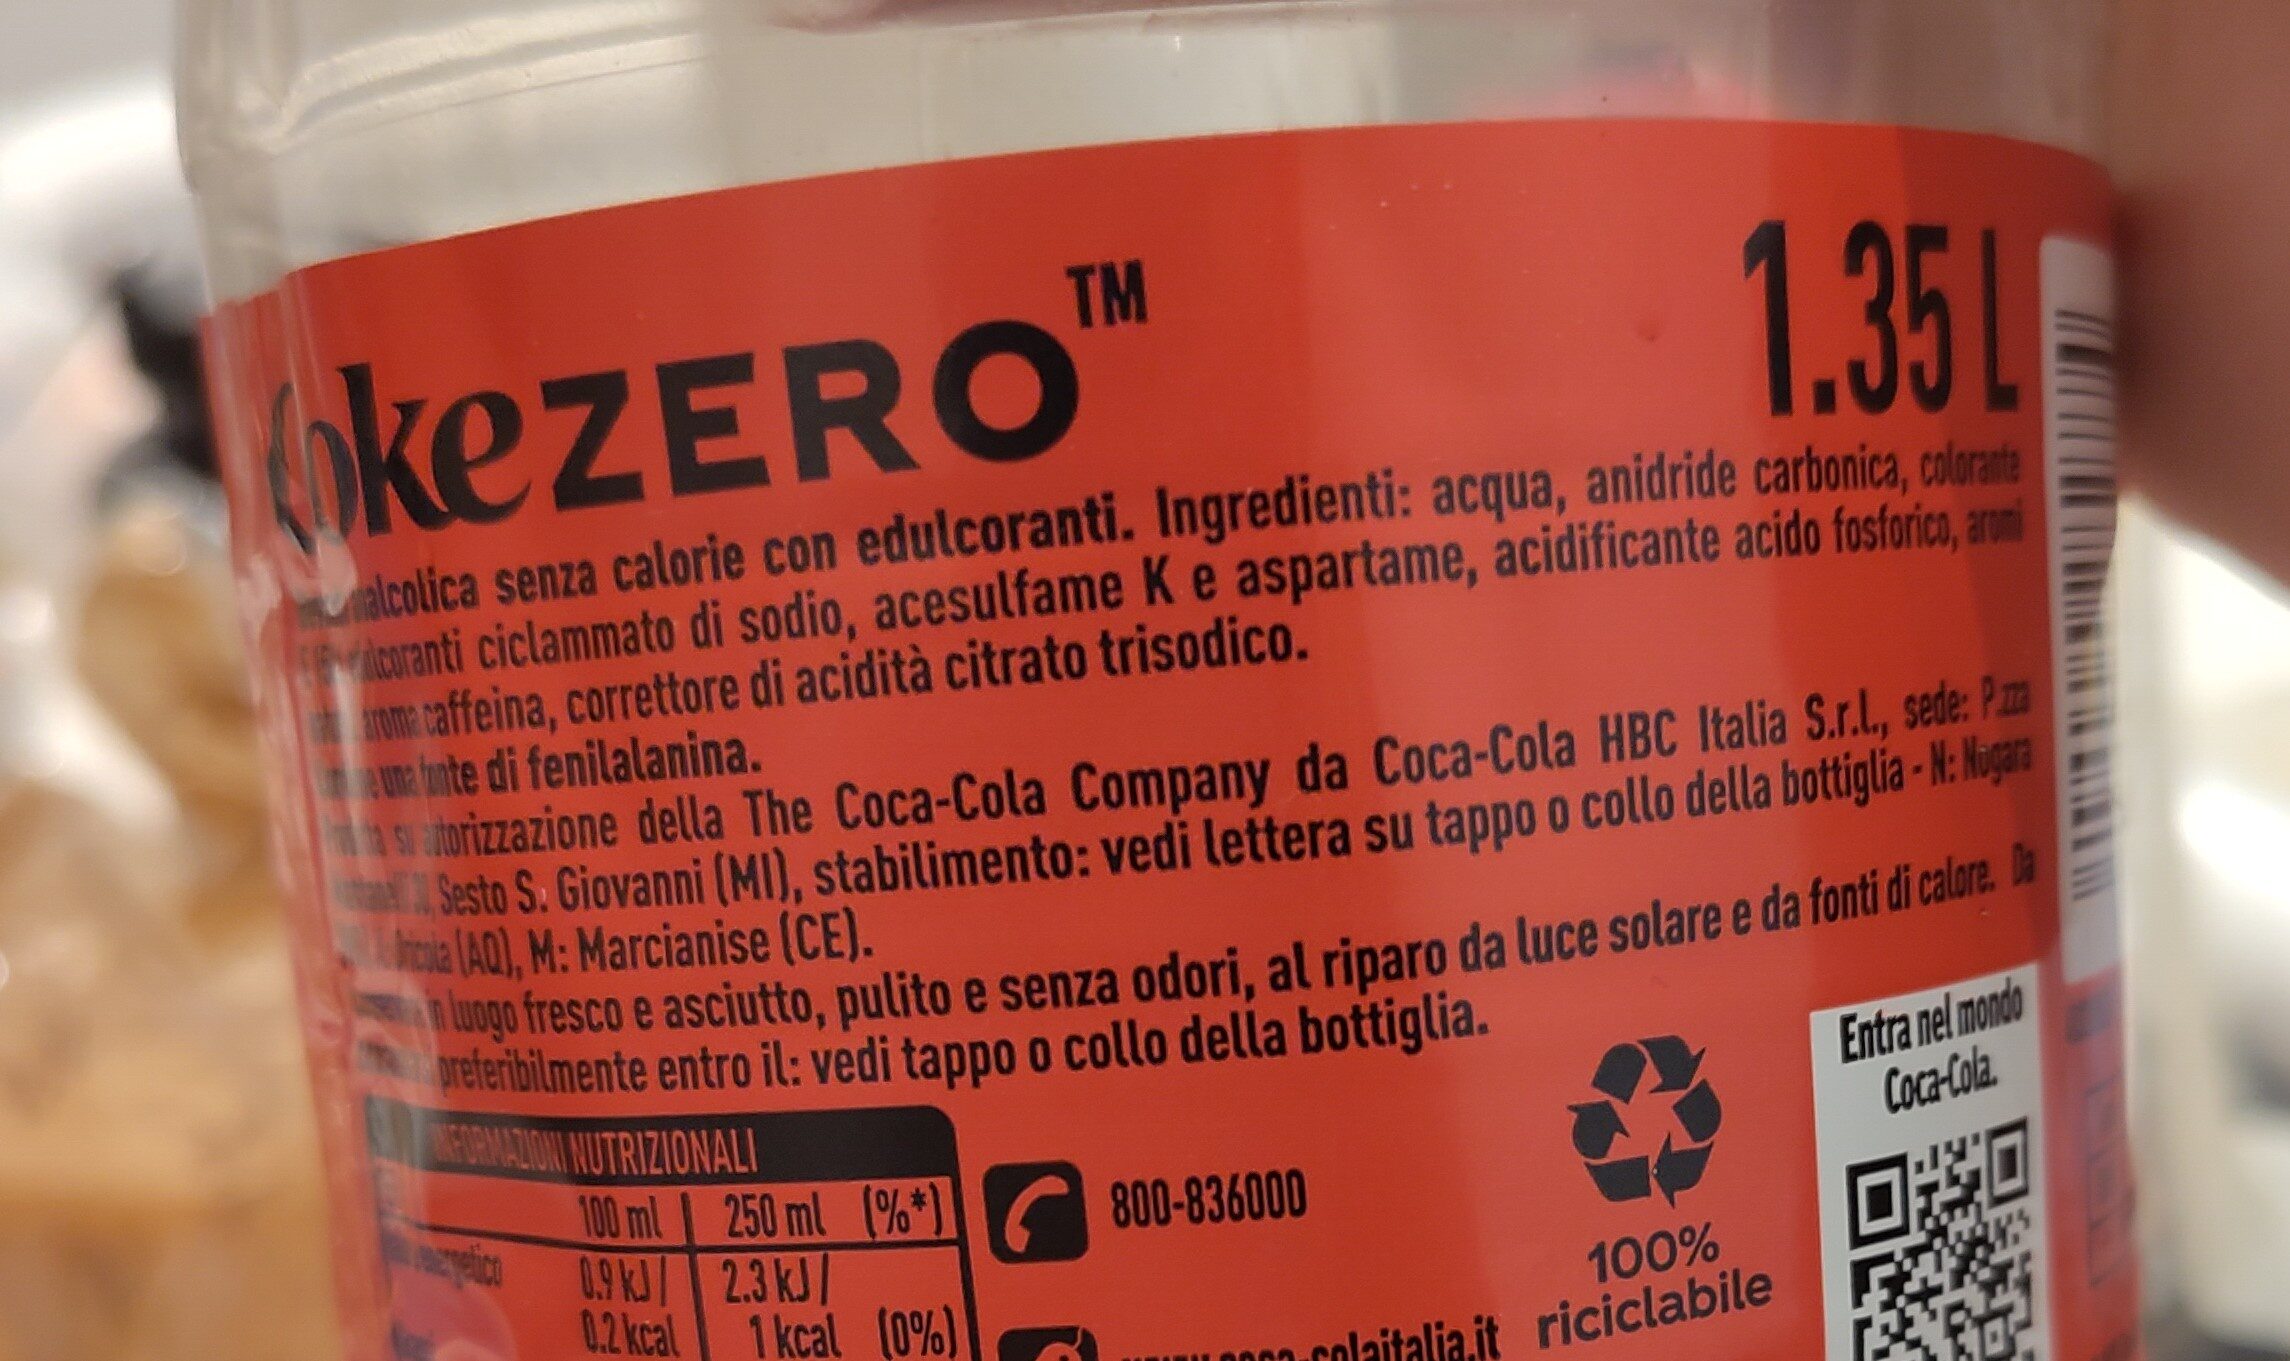 CokeZERO™
1.35 L
senza calorie con edulcoranti. Ingredienti: acqua, anidride carbonica, colorante
ciclammato di sodio, acesulfame K e aspartame, acidificante acido fosforico, aromi
aroma caffeina, correttore di acidità citrato trisodico.
una fonte di fenilalanina.
su autorizzazione della The Coca-Cola Company da Coca-Cola HBC Italia S.r.l., sede: P.zza
Sesto S. Giovanni (MI), stabilimento: vedi lettera su tappo o collo della bottiglia - N: Nogara
Oricola (AQ), M: Marcianise (CE).
in luogo fresco e asciutto, pulito e senza odori, al riparo da luce solare e da fonti di calore. Da
preferibilmente entro il: vedi tappo o collo della bottiglia.
INFORMAZIONI NUTRIZIONALI
100 ml 250 ml (%*)
energetico 0.9 kJ / 2.3 kJ /
0.2 kcal 1 kcal (0%)
800-836000
100%
riciclabile
Entra nel mondo
Coca-Cola.